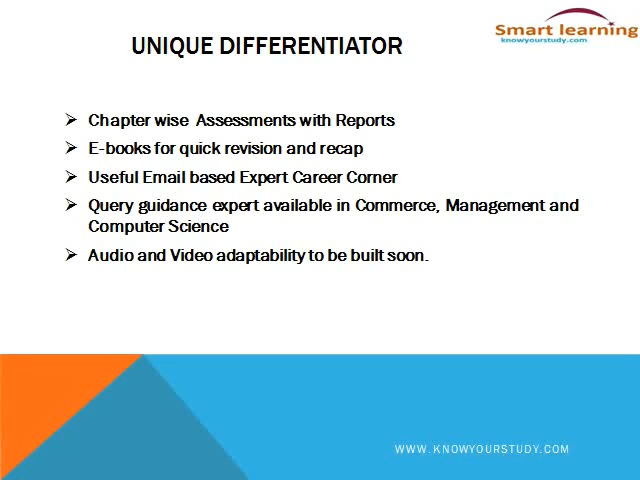 Smart learning
knowyourstudy.com
UNIQUE DIFFERENTIATOR
➢ Chapter wise Assessments with Reports
➢ E-books for quick revision and recap
➢ Useful Email based Expert Career Corner
➢ Query guidance expert available in Commerce, Management and
Computer Science
➢ Audio and Video adaptability to be built soon.
WWW.KNOWYOURSTUDY.COM